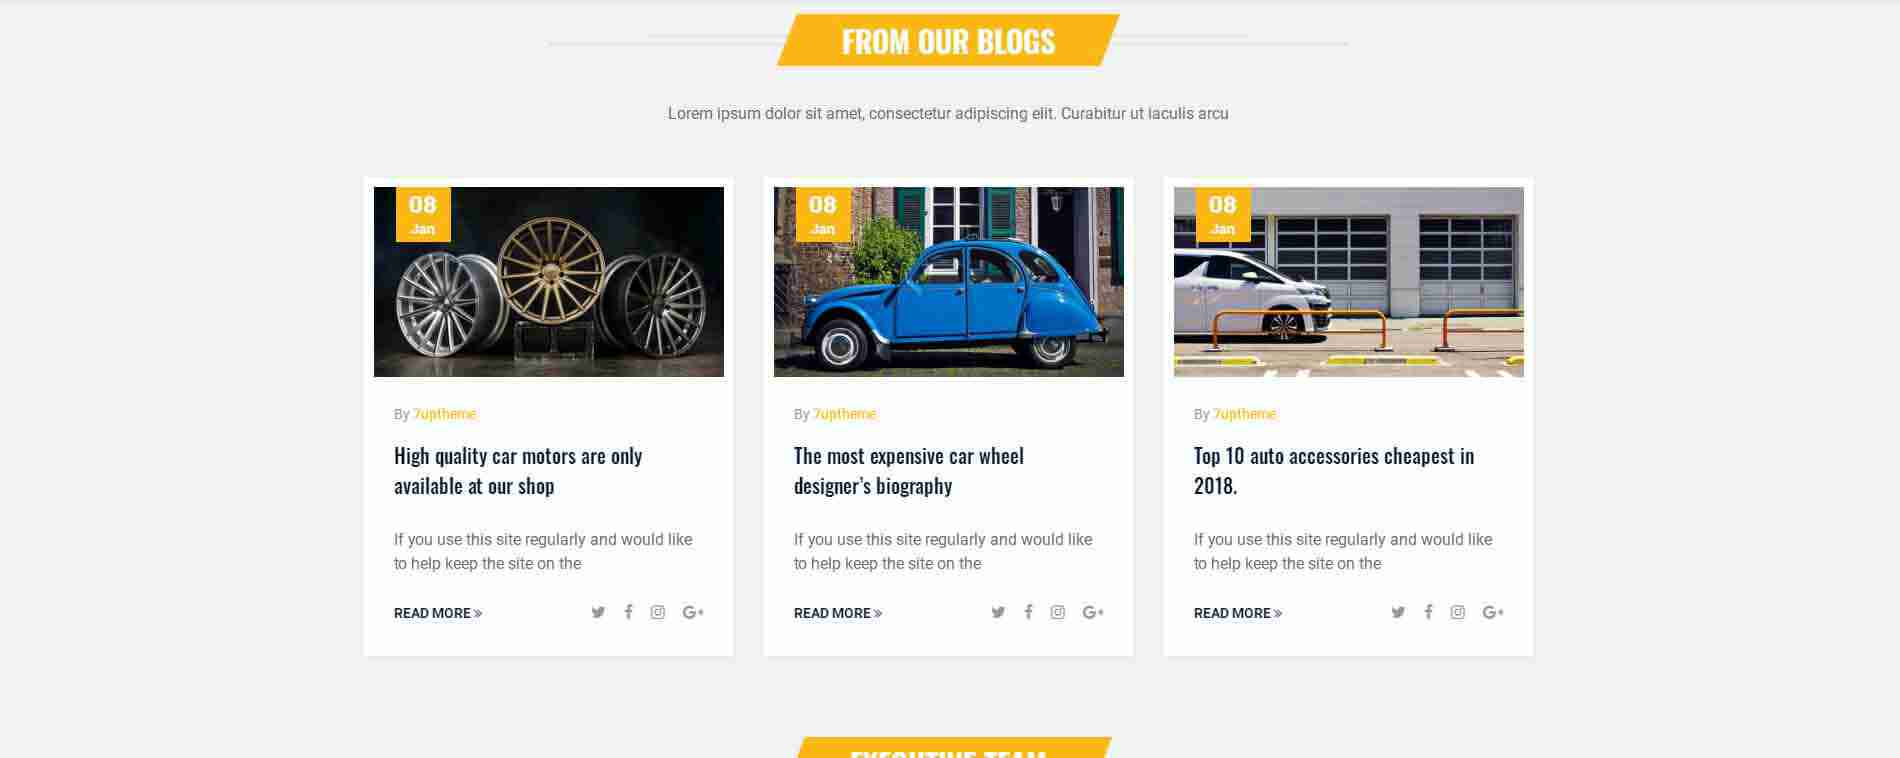 FROM OUR BLOGS
Lorem ipsum dolor sit amet, consectetur adipiscing elit. Curabitur ut iaculis arcu
08
Jan
By 7uptheme
High quality car motors are only
available at our shop
If you use this site regularly and would like
to help keep the site on the
READ MORE »
08
Jan
By 7uptheme
The most expensive car wheel
designer’s biography
If you use this site regularly and would like
to help keep the site on the
READ MORE »
08
Jan
By 7uptheme
Top 10 auto accessories cheapest in
2018.
If you use this site regularly and would like
to help keep the site on the
READ MORE »
EXECUTIVE TEAM